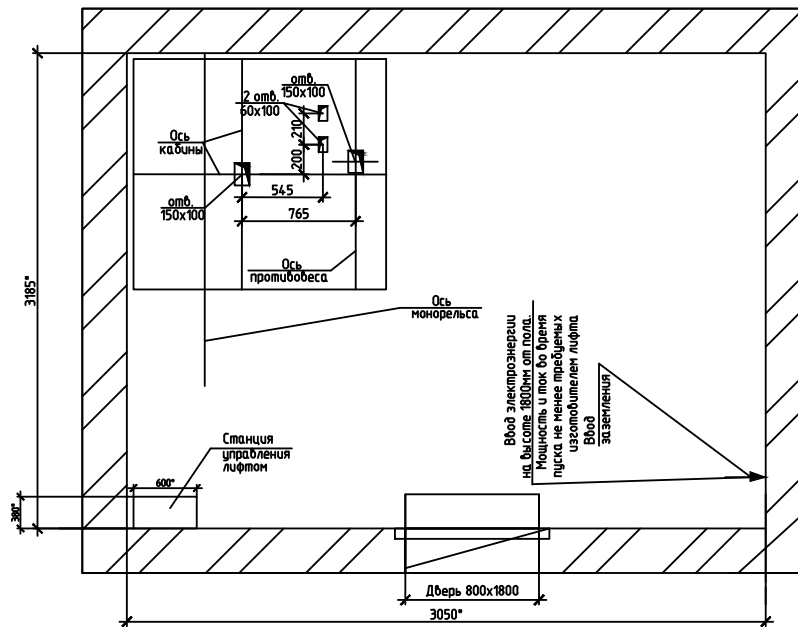 отв.
150х100
2 отв.
60х100
210
Ось
кабины
200
545
отв.
150х100
765
Ось
противовеса
3185*
Ось
монорельса
Ввод электроэнергии
на высоте 1800мм от пола.
Мощность и ток во время
пуска не менее требуемых
изготовителем лифта
Ввод
заземления
Станция
управления
лифтом
600*
380*
Дверь 800х1800
3050*